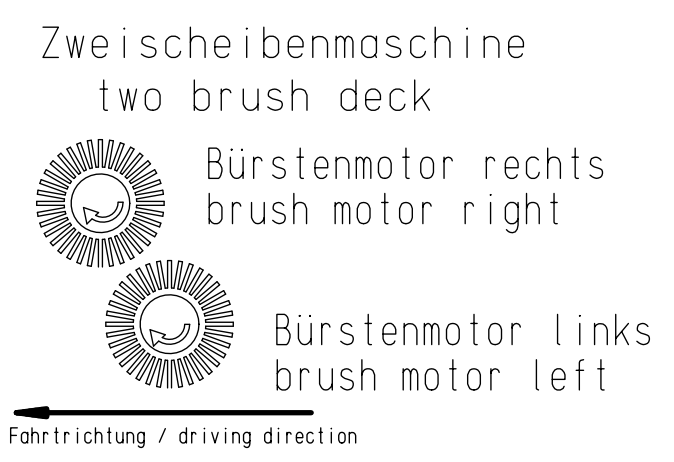 Zweischeibenmaschine
two brush deck
Bürstenmotor rechts
brush motor right
Bürstenmotor links
brush motor left
Fahrtrichtung / driving direction